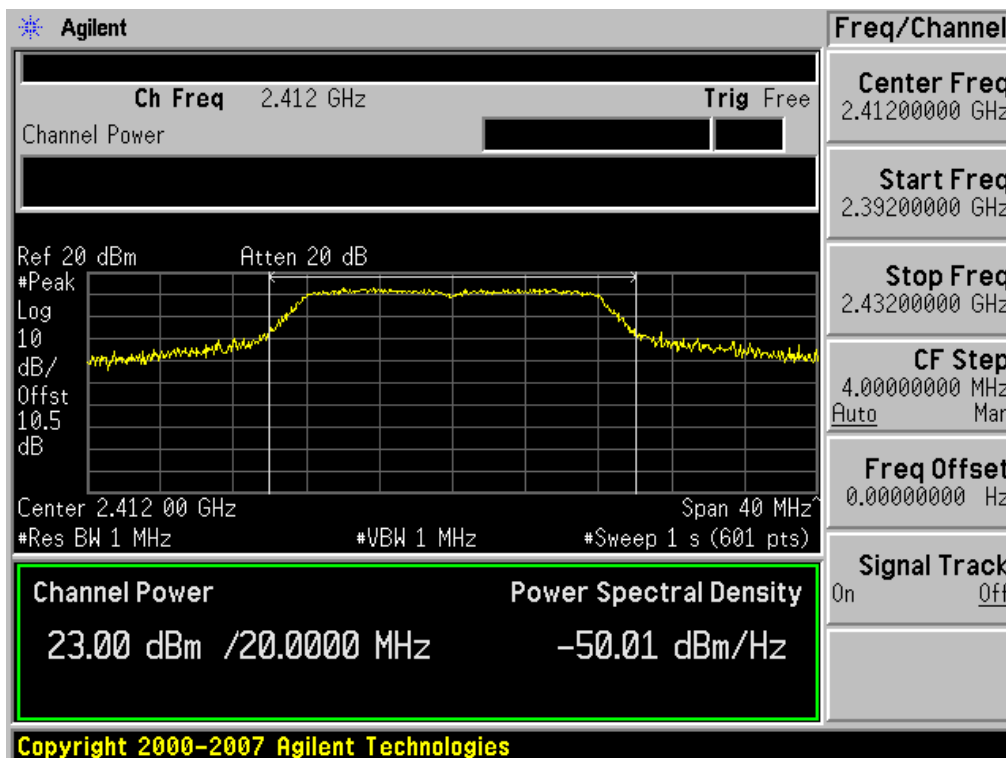 Agilent
Freq/Channel
Ch Freq 2.412 GHz Trig Free
Channel Power
Center Freq
2.41200000 GHz
Start Freq
2.39200000 GHz
Stop Freq
2.43200000 GHz
CF Step
4.00000000 MHz
Auto Man
Freq Offset
0.00000000 Hz
Signal Track
On Off
Ref 20 dBm Atten 20 dB
#Peak
Log
10
dB/
Offst
10.5
dB
Center 2.412 00 GHz Span 40 MHz^
#Res BW 1 MHz #VBW 1 MHz #Sweep 1 s (601 pts)
Channel Power Power Spectral Density
23.00 dBm /20.0000 MHz -50.01 dBm/Hz
Copyright 2000-2007 Agilent Technologies